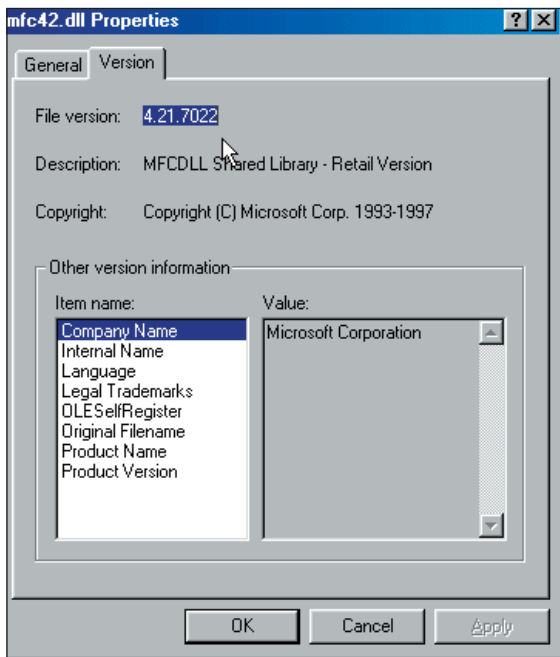 mfc42.dll Properties
General Version
File version: 4.21.7022
Description: MFCDLL Shared Library - Retail Version
Copyright: Copyright (C) Microsoft Corp. 1993-1997
Other version information
Item name: Value:
Company Name Microsoft Corporation
Internal Name
Language
Legal Trademarks
OLESelfRegister
Original Filename
Product Name
Product Version
OK Cancel Apply